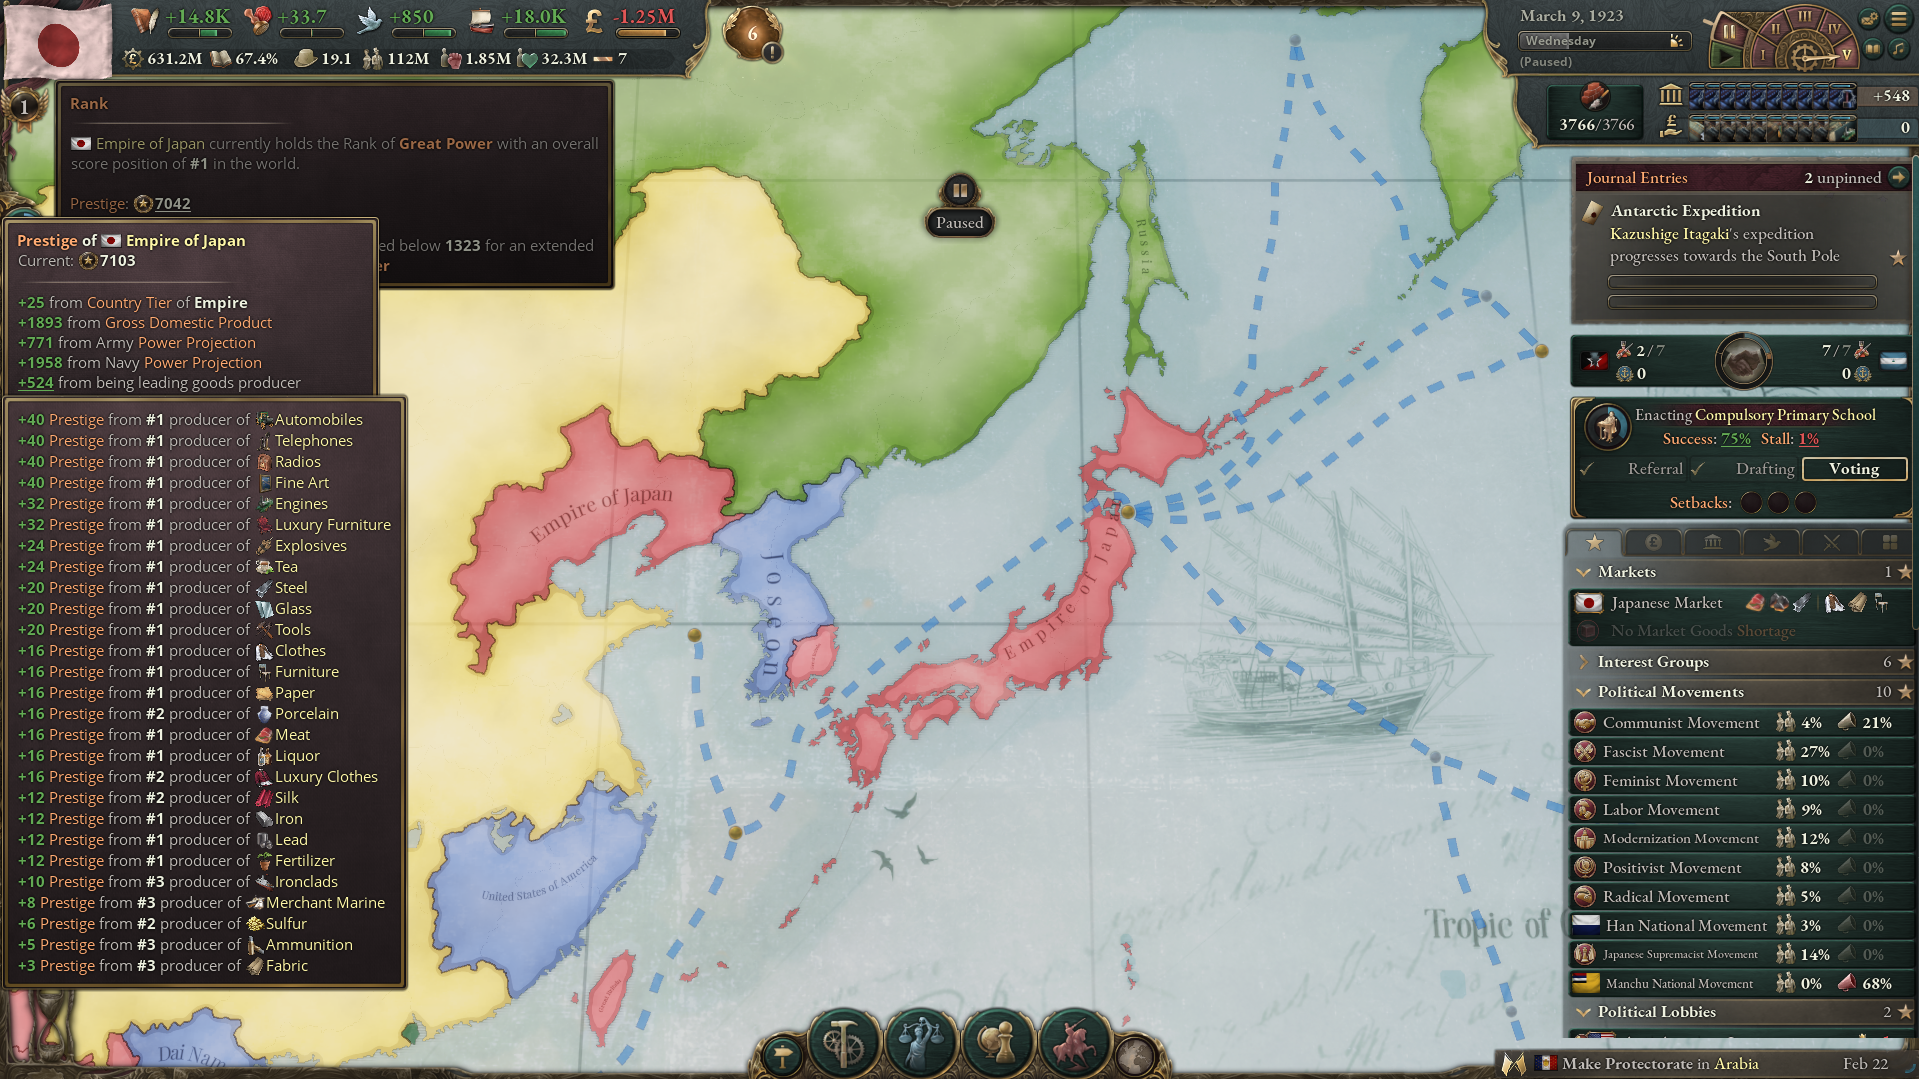 +14.8K
+33.7
+850
+18.0K
-1.25M
631.2M
67.4%
19.1
112M
1.85M
32.3M
7
6
March 9, 1923
Wednesday
(Paused)
I
II
III
IV
V
3766/3766
+548
0
1
Rank
Empire of Japan currently holds the Rank of Great Power with an overall
score position of #1 in the world.
Prestige: 7042
ed below 1323 for an extended
er
Prestige of Empire of Japan
Current: 7103
+25 from Country Tier of Empire
+1893 from Gross Domestic Product
+771 from Army Power Projection
+1958 from Navy Power Projection
+524 from being leading goods producer
+40 Prestige from #1 producer of Automobiles
+40 Prestige from #1 producer of Telephones
+40 Prestige from #1 producer of Radios
+40 Prestige from #1 producer of Fine Art
+32 Prestige from #1 producer of Engines
+32 Prestige from #1 producer of Luxury Furniture
+24 Prestige from #1 producer of Explosives
+24 Prestige from #1 producer of Tea
+20 Prestige from #1 producer of Steel
+20 Prestige from #1 producer of Glass
+20 Prestige from #1 producer of Tools
+16 Prestige from #1 producer of Clothes
+16 Prestige from #1 producer of Furniture
+16 Prestige from #1 producer of Paper
+16 Prestige from #2 producer of Porcelain
+16 Prestige from #1 producer of Meat
+16 Prestige from #1 producer of Liquor
+16 Prestige from #2 producer of Luxury Clothes
+12 Prestige from #2 producer of Silk
+12 Prestige from #1 producer of Iron
+12 Prestige from #1 producer of Lead
+12 Prestige from #1 producer of Fertilizer
+10 Prestige from #3 producer of Ironclads
+8 Prestige from #3 producer of Merchant Marine
+6 Prestige from #2 producer of Sulfur
+5 Prestige from #3 producer of Ammunition
+3 Prestige from #3 producer of Fabric
Paused
Russia
Empire of Japan
Joseon
Empire of Japan
United States of America
Dai Nam
Tropic of C
Journal Entries
2 unpinned
Antarctic Expedition
Kazushige Itagaki's expedition
progresses towards the South Pole
2/7
0
7/7
0
Enacting Compulsory Primary School
Success: 75% Stall: 1%
Referral
Drafting
Voting
Setbacks:
Markets
1
Japanese Market
No Market Goods Shortage
Interest Groups
6
Political Movements
10
Communist Movement 4% 21%
Fascist Movement 27% 0%
Feminist Movement 10% 0%
Labor Movement 9% 0%
Modernization Movement 12% 0%
Positivist Movement 8% 0%
Radical Movement 5% 0%
Han National Movement 3% 0%
Japanese Supremacist Movement 14% 0%
Manchu National Movement 0% 68%
Political Lobbies
2
Make Protectorate in Arabia
Feb 22